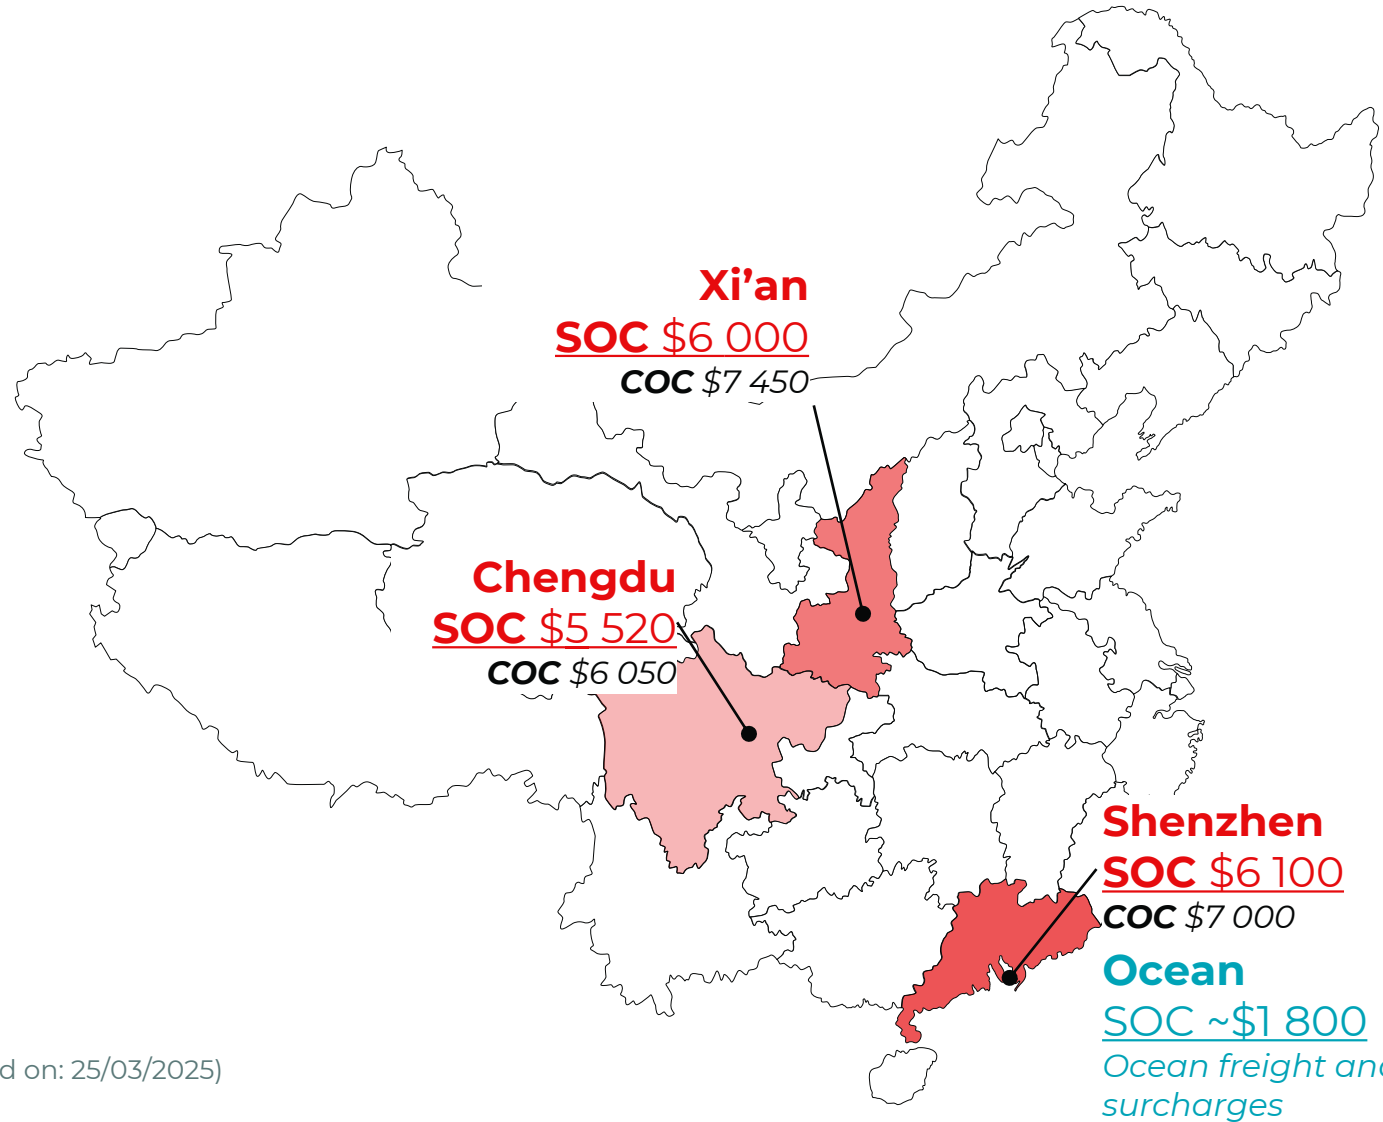 Xi’an
SOC $6 000
COC $7 450
Chengdu
SOC $5 520
COC $6 050
Shenzhen
SOC $6 100
COC $7 000
Ocean
SOC ~$1 800
Ocean freight and
surcharges
d on: 25/03/2025)